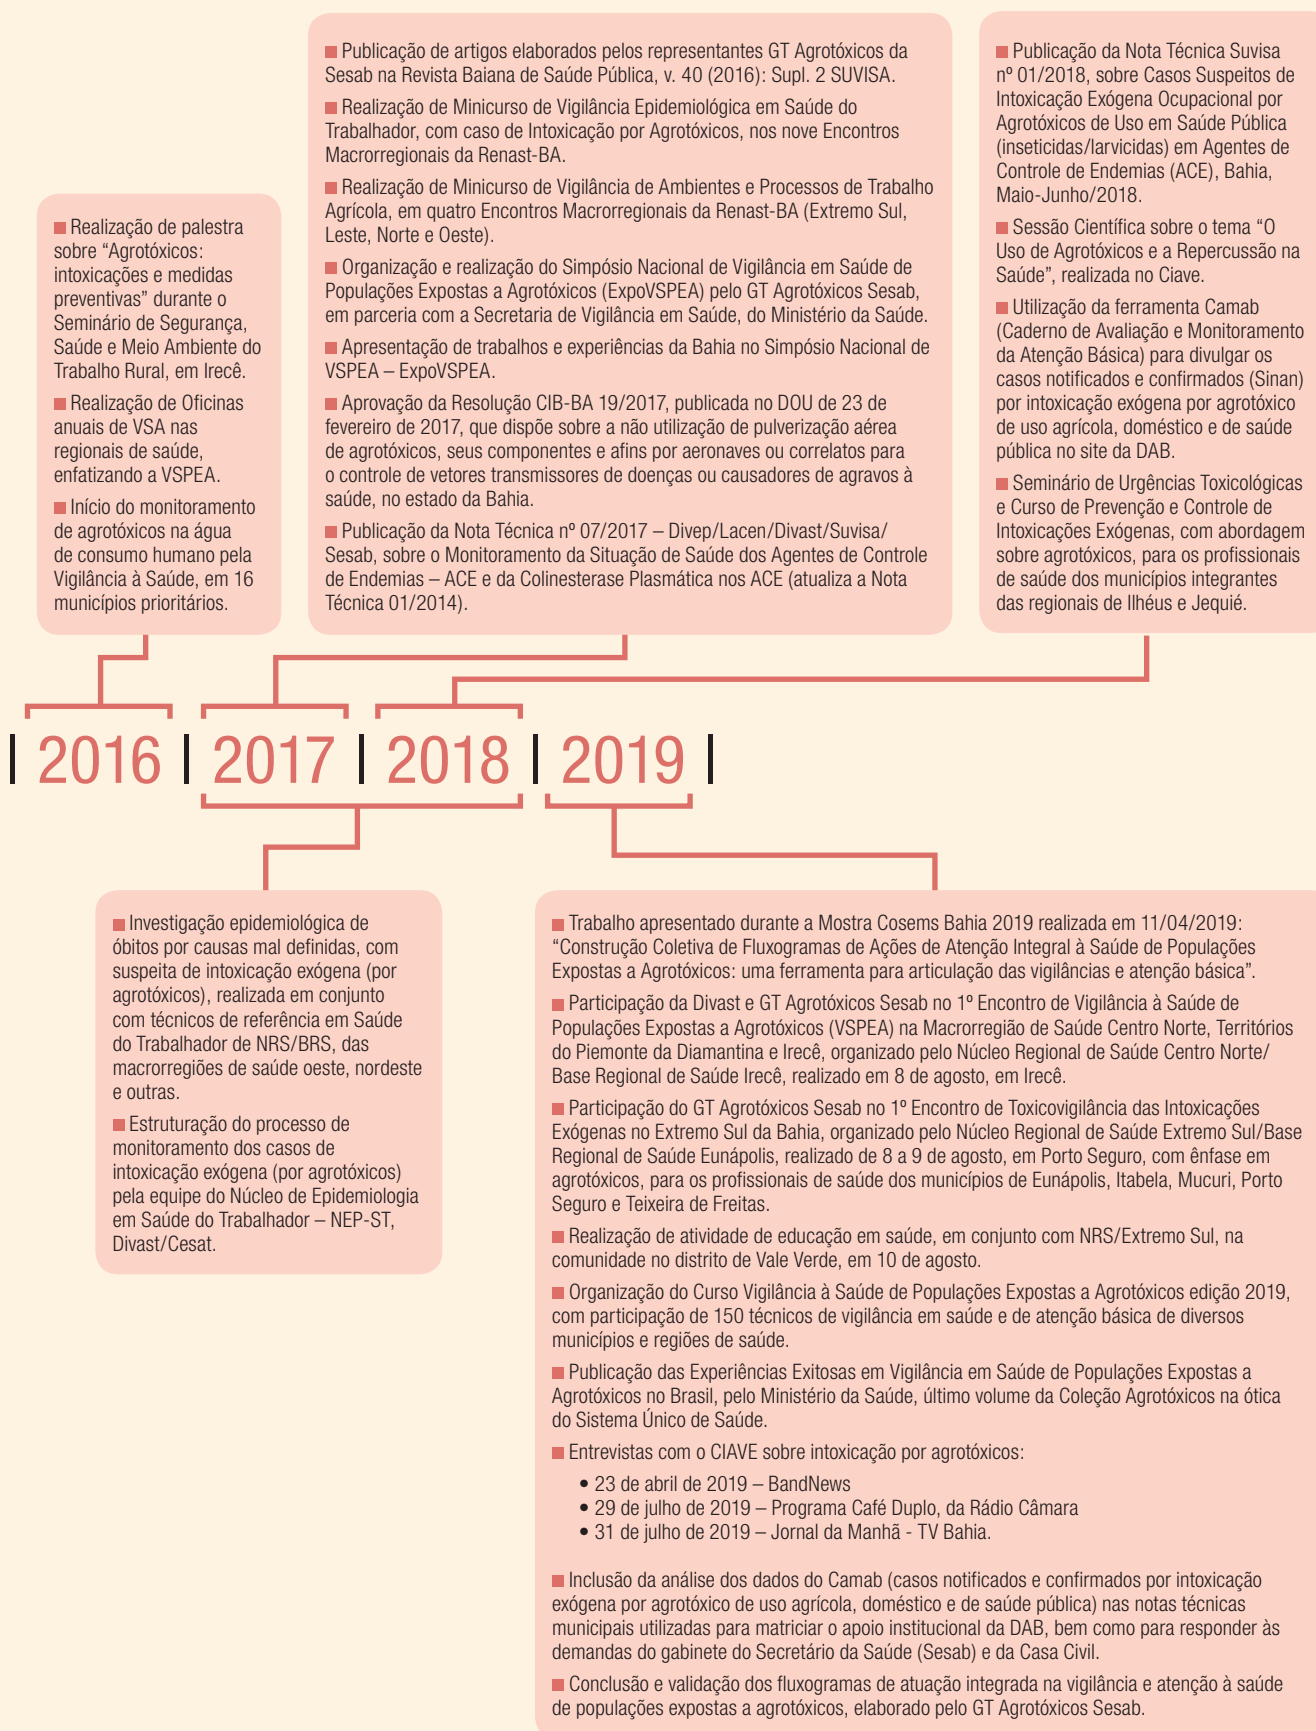 ■ Realização de palestra
sobre “Agrotóxicos:
intoxicações e medidas
preventivas” durante o
Seminário de Segurança,
Saúde e Meio Ambiente do
Trabalho Rural, em Irecê.
■ Realização de Oficinas
anuais de VSA nas
regionais de saúde,
enfatizando a VSPEA.
■ Início do monitoramento
de agrotóxicos na água
de consumo humano pela
Vigilância à Saúde, em 16
municípios prioritários.
■ Publicação de artigos elaborados pelos representantes GT Agrotóxicos da
Sesab na Revista Baiana de Saúde Pública, v. 40 (2016): Supl. 2 SUVISA.
■ Realização de Minicurso de Vigilância Epidemiológica em Saúde do
Trabalhador, com caso de Intoxicação por Agrotóxicos, nos nove Encontros
Macrorregionais da Renast-BA.
■ Realização de Minicurso de Vigilância de Ambientes e Processos de Trabalho
Agrícola, em quatro Encontros Macrorregionais da Renast-BA (Extremo Sul,
Leste, Norte e Oeste).
■ Organização e realização do Simpósio Nacional de Vigilância em Saúde de
Populações Expostas a Agrotóxicos (ExpoVSPEA) pelo GT Agrotóxicos Sesab,
em parceria com a Secretaria de Vigilância em Saúde, do Ministério da Saúde.
■ Apresentação de trabalhos e experiências da Bahia no Simpósio Nacional de
VSPEA – ExpoVSPEA.
■ Aprovação da Resolução CIB-BA 19/2017, publicada no DOU de 23 de
fevereiro de 2017, que dispõe sobre a não utilização de pulverização aérea
de agrotóxicos, seus componentes e afins por aeronaves ou correlatos para
o controle de vetores transmissores de doenças ou causadores de agravos à
saúde, no estado da Bahia.
■ Publicação da Nota Técnica nº 07/2017 – Divep/Lacen/Divast/Suvisa/
Sesab, sobre o Monitoramento da Situação de Saúde dos Agentes de Controle
de Endemias – ACE e da Colinesterase Plasmática nos ACE (atualiza a Nota
Técnica 01/2014).
■ Publicação da Nota Técnica Suvisa
nº 01/2018, sobre Casos Suspeitos de
Intoxicação Exógena Ocupacional por
Agrotóxicos de Uso em Saúde Pública
(inseticidas/larvicidas) em Agentes de
Controle de Endemias (ACE), Bahia,
Maio-Junho/2018.
■ Sessão Científica sobre o tema “O
Uso de Agrotóxicos e a Repercussão na
Saúde”, realizada no Ciave.
■ Utilização da ferramenta Camab
(Caderno de Avaliação e Monitoramento
da Atenção Básica) para divulgar os
casos notificados e confirmados (Sinan)
por intoxicação exógena por agrotóxico
de uso agrícola, doméstico e de saúde
pública no site da DAB.
■ Seminário de Urgências Toxicológicas
e Curso de Prevenção e Controle de
Intoxicações Exógenas, com abordagem
sobre agrotóxicos, para os profissionais
de saúde dos municípios integrantes
das regionais de Ilhéus e Jequié.
| 2016 | 2017 | 2018 | 2019 |
■ Investigação epidemiológica de
óbitos por causas mal definidas, com
suspeita de intoxicação exógena (por
agrotóxicos), realizada em conjunto
com técnicos de referência em Saúde
do Trabalhador de NRS/BRS, das
macrorregiões de saúde oeste, nordeste
e outras.
■ Estruturação do processo de
monitoramento dos casos de
intoxicação exógena (por agrotóxicos)
pela equipe do Núcleo de Epidemiologia
em Saúde do Trabalhador – NEP-ST,
Divast/Cesat.
■ Trabalho apresentado durante a Mostra Cosems Bahia 2019 realizada em 11/04/2019:
“Construção Coletiva de Fluxogramas de Ações de Atenção Integral à Saúde de Populações
Expostas a Agrotóxicos: uma ferramenta para articulação das vigilâncias e atenção básica”.
■ Participação da Divast e GT Agrotóxicos Sesab no 1º Encontro de Vigilância à Saúde de
Populações Expostas a Agrotóxicos (VSPEA) na Macrorregião de Saúde Centro Norte, Territórios
do Piemonte da Diamantina e Irecê, organizado pelo Núcleo Regional de Saúde Centro Norte/
Base Regional de Saúde Irecê, realizado em 8 de agosto, em Irecê.
■ Participação do GT Agrotóxicos Sesab no 1º Encontro de Toxicovigilância das Intoxicações
Exógenas no Extremo Sul da Bahia, organizado pelo Núcleo Regional de Saúde Extremo Sul/Base
Regional de Saúde Eunápolis, realizado de 8 a 9 de agosto, em Porto Seguro, com ênfase em
agrotóxicos, para os profissionais de saúde dos municípios de Eunápolis, Itabela, Mucuri, Porto
Seguro e Teixeira de Freitas.
■ Realização de atividade de educação em saúde, em conjunto com NRS/Extremo Sul, na
comunidade no distrito de Vale Verde, em 10 de agosto.
■ Organização do Curso Vigilância à Saúde de Populações Expostas a Agrotóxicos edição 2019,
com participação de 150 técnicos de vigilância em saúde e de atenção básica de diversos
municípios e regiões de saúde.
■ Publicação das Experiências Exitosas em Vigilância em Saúde de Populações Expostas a
Agrotóxicos no Brasil, pelo Ministério da Saúde, último volume da Coleção Agrotóxicos na ótica
do Sistema Único de Saúde.
■ Entrevistas com o CIAVE sobre intoxicação por agrotóxicos:
• 23 de abril de 2019 – BandNews
• 29 de julho de 2019 – Programa Café Duplo, da Rádio Câmara
• 31 de julho de 2019 – Jornal da Manhã - TV Bahia.
■ Inclusão da análise dos dados do Camab (casos notificados e confirmados por intoxicação
exógena por agrotóxico de uso agrícola, doméstico e de saúde pública) nas notas técnicas
municipais utilizadas para matriciar o apoio institucional da DAB, bem como para responder às
demandas do gabinete do Secretário da Saúde (Sesab) e da Casa Civil.
■ Conclusão e validação dos fluxogramas de atuação integrada na vigilância e atenção à saúde
de populações expostas a agrotóxicos, elaborado pelo GT Agrotóxicos Sesab.